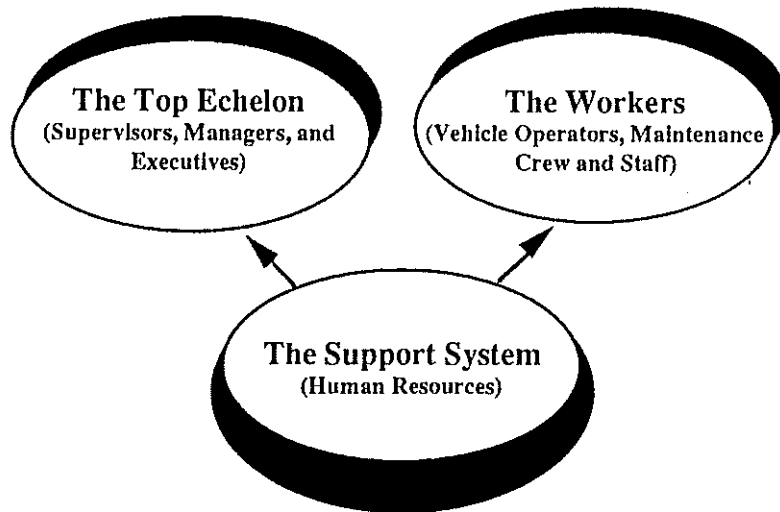 The Top Echelon
(Supervisors, Managers, and
Executives)
The Workers
(Vehicle Operators, Maintenance
Crew and Staff)
The Support System
(Human Resources)